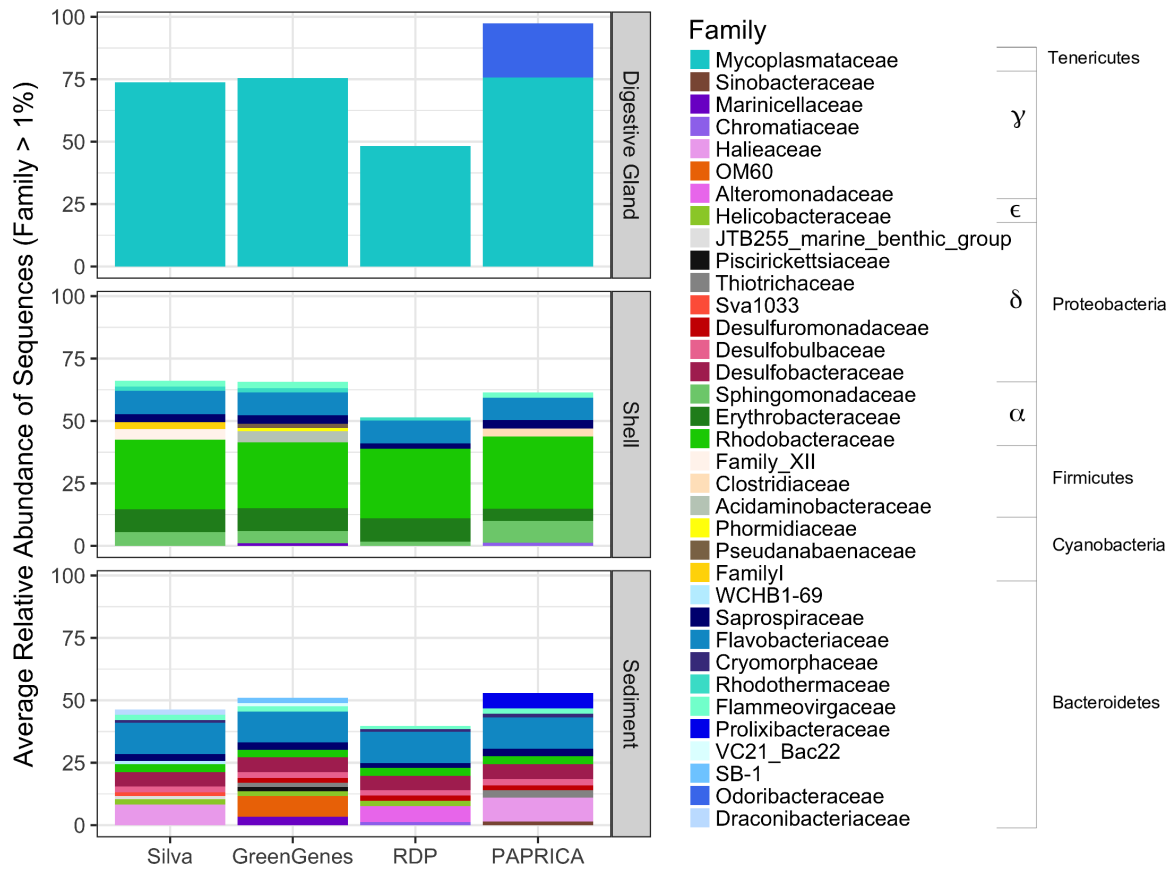 Average Relative Abundance of Sequences (Family > 1%)
100
75
50
25
0
Digestive Gland
100
75
50
25
0
Shell
100
75
50
25
0
Sediment
Silva GreenGenes RDP PAPRICA
Family
Mycoplasmataceae
Sinobacteraceae
Marinicellaceae
Chromatiaceae
Halieaceae
OM60
Alteromonadaceae
Helicobacteraceae
JTB255_marine_benthic_group
Piscirickettsiaceae
Thiotrichaceae
Sva1033
Desulfuromonadaceae
Desulfobulbaceae
Desulfobacteraceae
Sphingomonadaceae
Erythrobacteraceae
Rhodobacteraceae
Family_XII
Clostridiaceae
Acidaminobacteraceae
Phormidiaceae
Pseudanabaenaceae
FamilyI
WCHB1-69
Saprospiraceae
Flavobacteriaceae
Cryomorphaceae
Rhodothermaceae
Flammeovirgaceae
Prolixibacteraceae
VC21_Bac22
SB-1
Odoribacteraceae
Draconibacteriaceae
Tenericutes
γ
ϵ
δ
α
Proteobacteria
Firmicutes
Cyanobacteria
Bacteroidetes